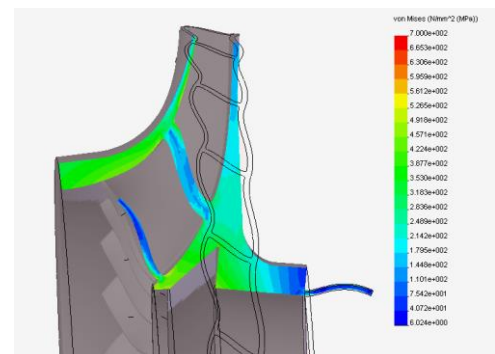 von Mises (N/mm^2 (MPa))
7.000e+002
6.653e+002
6.306e+002
5.959e+002
5.612e+002
5.265e+002
4.918e+002
4.571e+002
4.224e+002
3.877e+002
3.530e+002
3.183e+002
2.836e+002
2.489e+002
2.142e+002
1.795e+002
1.448e+002
1.101e+002
7.542e+001
4.072e+001
6.024e+000